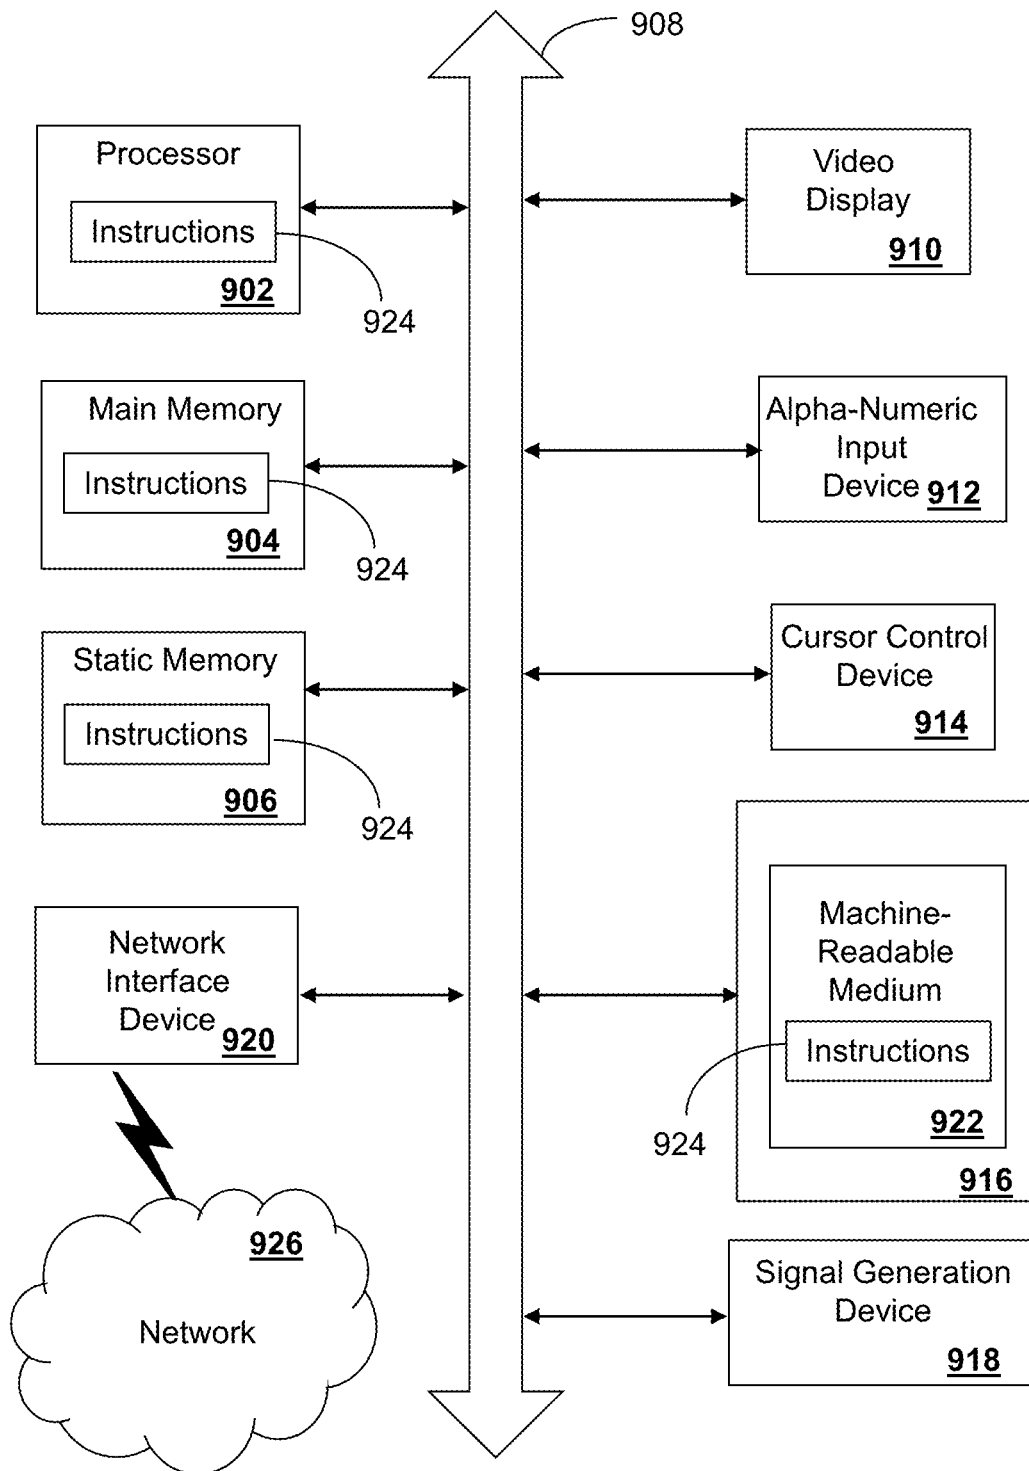 908
Processor
Instructions
902
924
Main Memory
Instructions
904
924
Static Memory
Instructions
906
924
Network
Interface
Device
920
926
Network
Video
Display
910
Alpha-Numeric
Input
Device
912
Cursor Control
Device
914
Machine-
Readable
Medium
Instructions
924
922
916
Signal Generation
Device
918